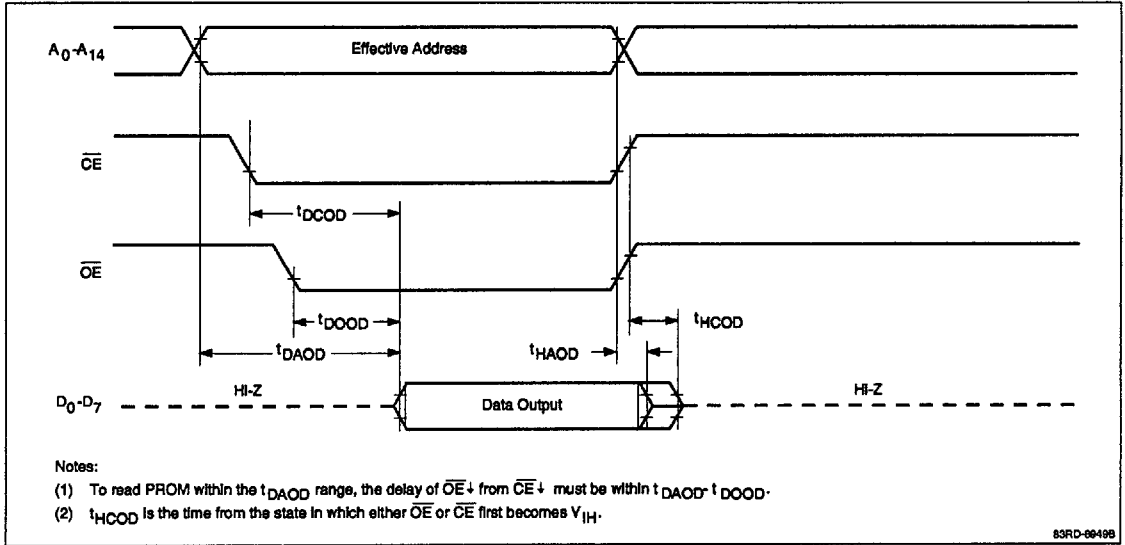 A0-A14
Effective Address
CE
tDCOD
OE
tDOOD
tHCOD
tDAOD
tHAOD
HI-Z
HI-Z
D0-D7
Data Output
Notes:
(1) To read PROM within the tDAOD range, the delay of OE↓ from CE↓ must be within tDAOD- tDOOD.
(2) tHCOD is the time from the state in which either OE or CE first becomes VIH.
83RD-6949B